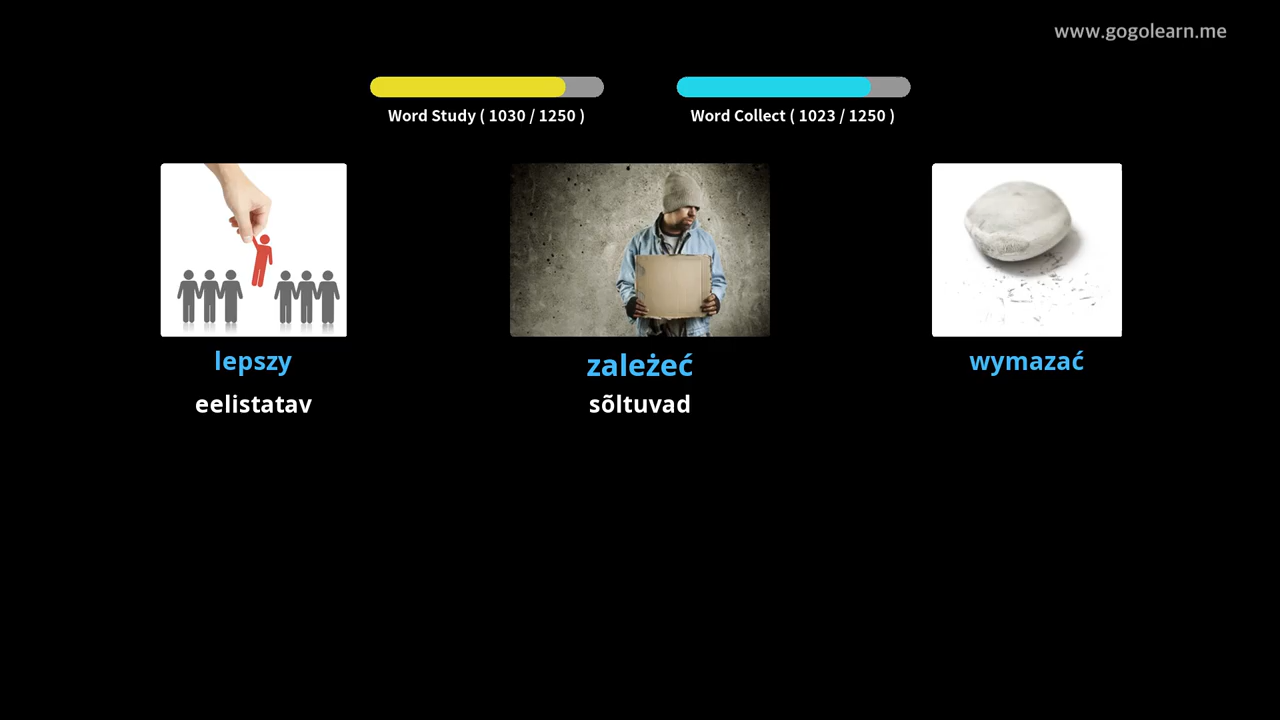 www.gogolearn.me
Word Study ( 1030 / 1250 )
Word Collect ( 1023 / 1250 )
lepszy
zależeć
wymazać
eelistatav
sõltuvad